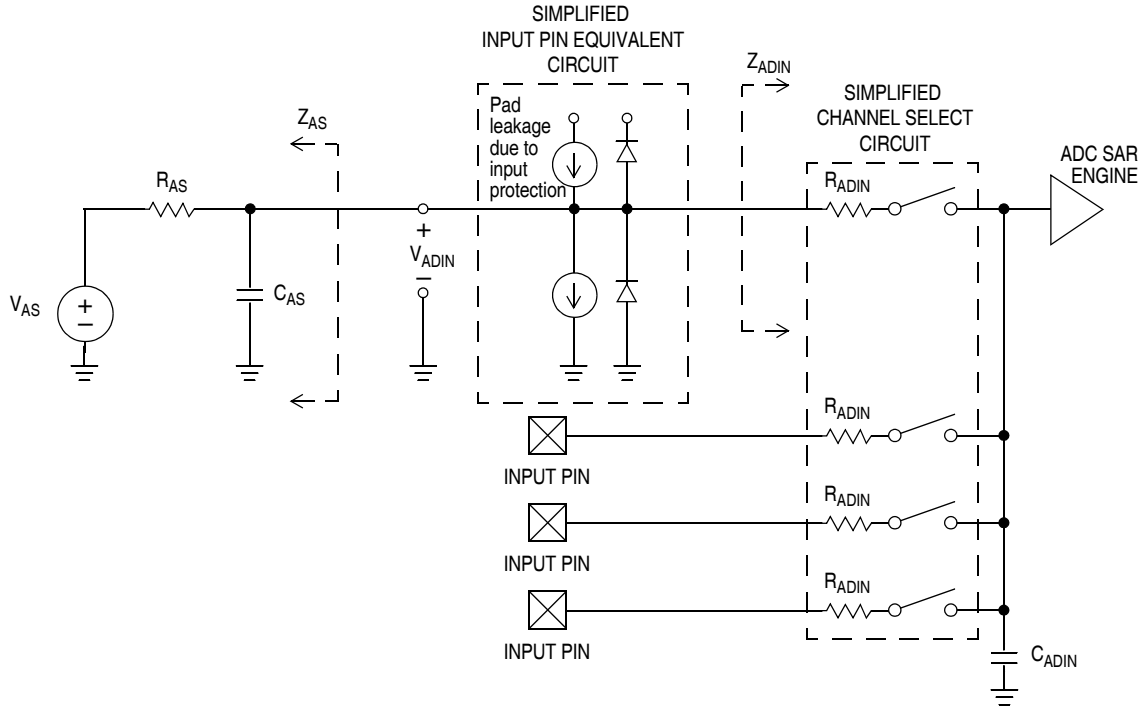 SIMPLIFIED
INPUT PIN EQUIVALENT
CIRCUIT
Pad
leakage
due to
input
protection
Z_ADIN
SIMPLIFIED
CHANNEL SELECT
CIRCUIT
ADC SAR
ENGINE
Z_AS
R_AS
R_ADIN
+
V_ADIN
–
C_AS
V_AS
+
–
R_ADIN
INPUT PIN
R_ADIN
INPUT PIN
R_ADIN
INPUT PIN
C_ADIN